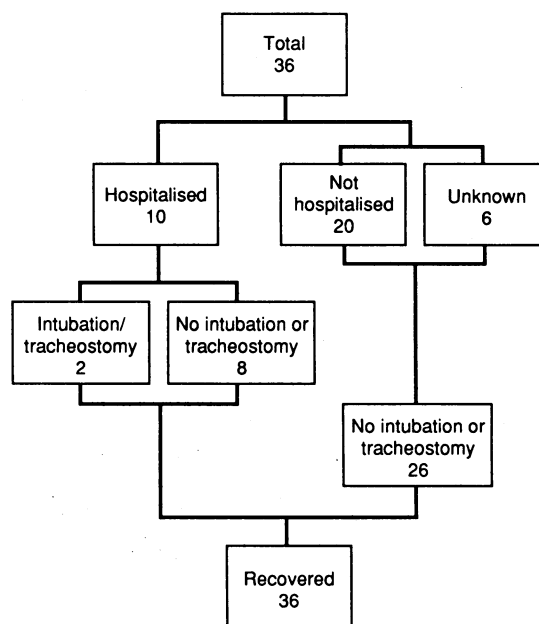 Total
36
Hospitalised
10
Not
hospitalised
20
Unknown
6
Intubation/
tracheostomy
2
No intubation or
tracheostomy
8
No intubation or
tracheostomy
26
Recovered
36